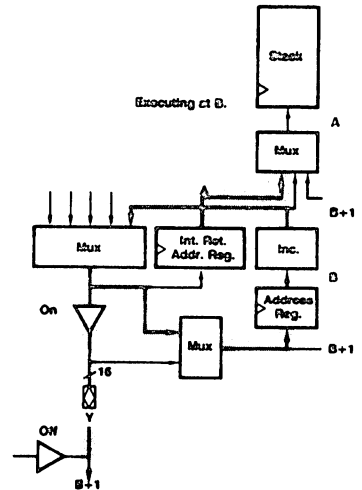 Stack
Executing at B.
A
Mux
B+1
Mux
Int. Ret.
Addr. Reg.
Inc.
B
On
Address
Reg.
Mux
B+1
16
Y
Off
B+1